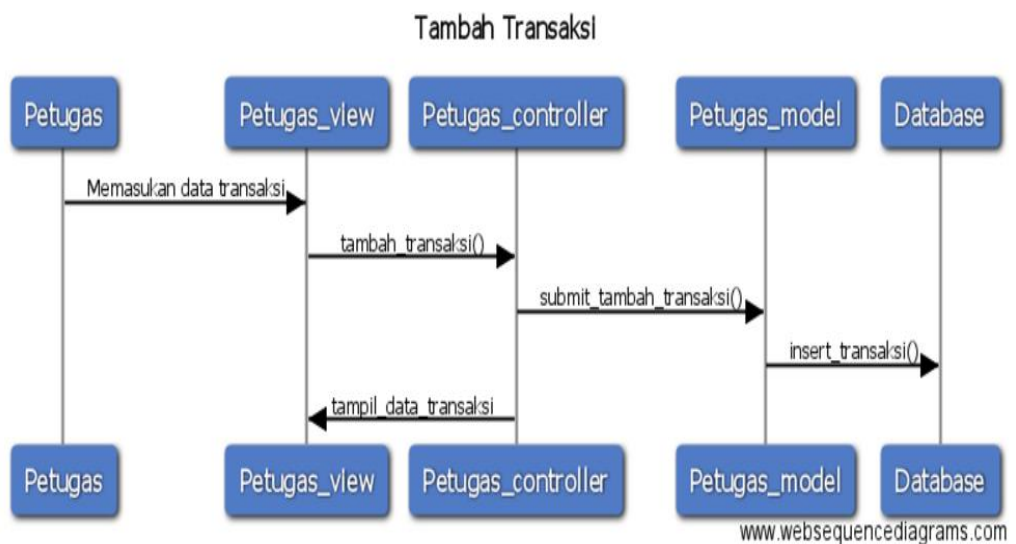 Tambah Transaksi
Petugas Petugas_view Petugas_controller Petugas_model Database
Memasukan data transaksi
tambah_transaksi()
submit_tambah_transaksi()
insert_transaksi()
tampil_data_transaksi
Petugas Petugas_view Petugas_controller Petugas_model Database
www.websequencediagrams.com